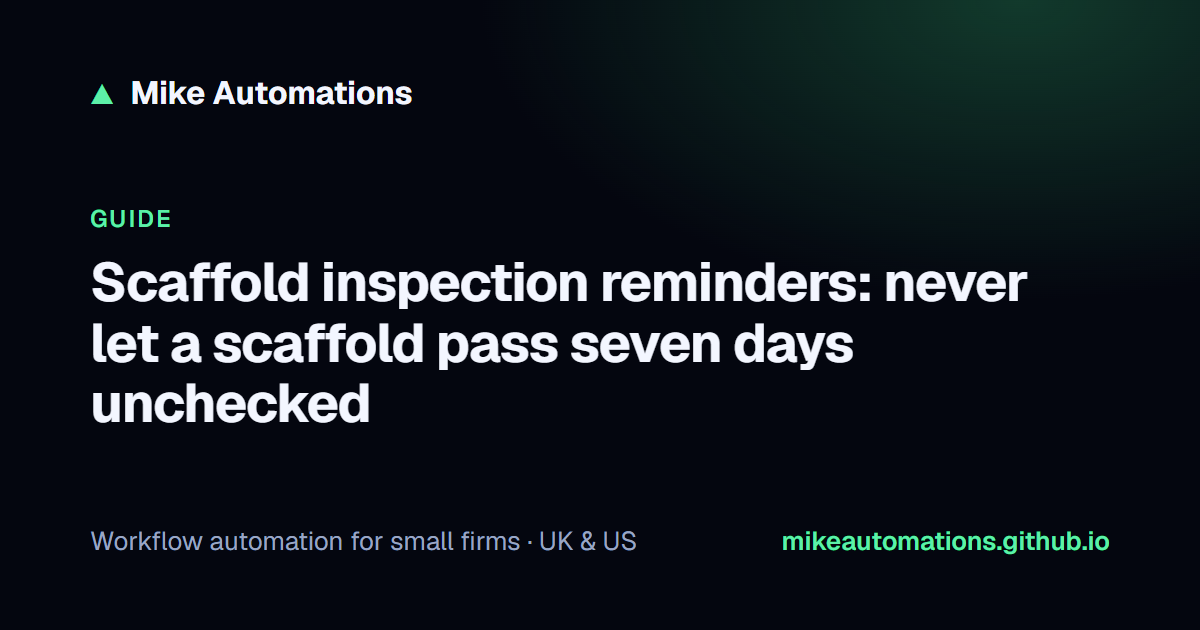 Mike Automations
GUIDE
Scaffold inspection reminders: never
let a scaffold pass seven days
unchecked
Workflow automation for small firms · UK & US
mikeautomations.github.io